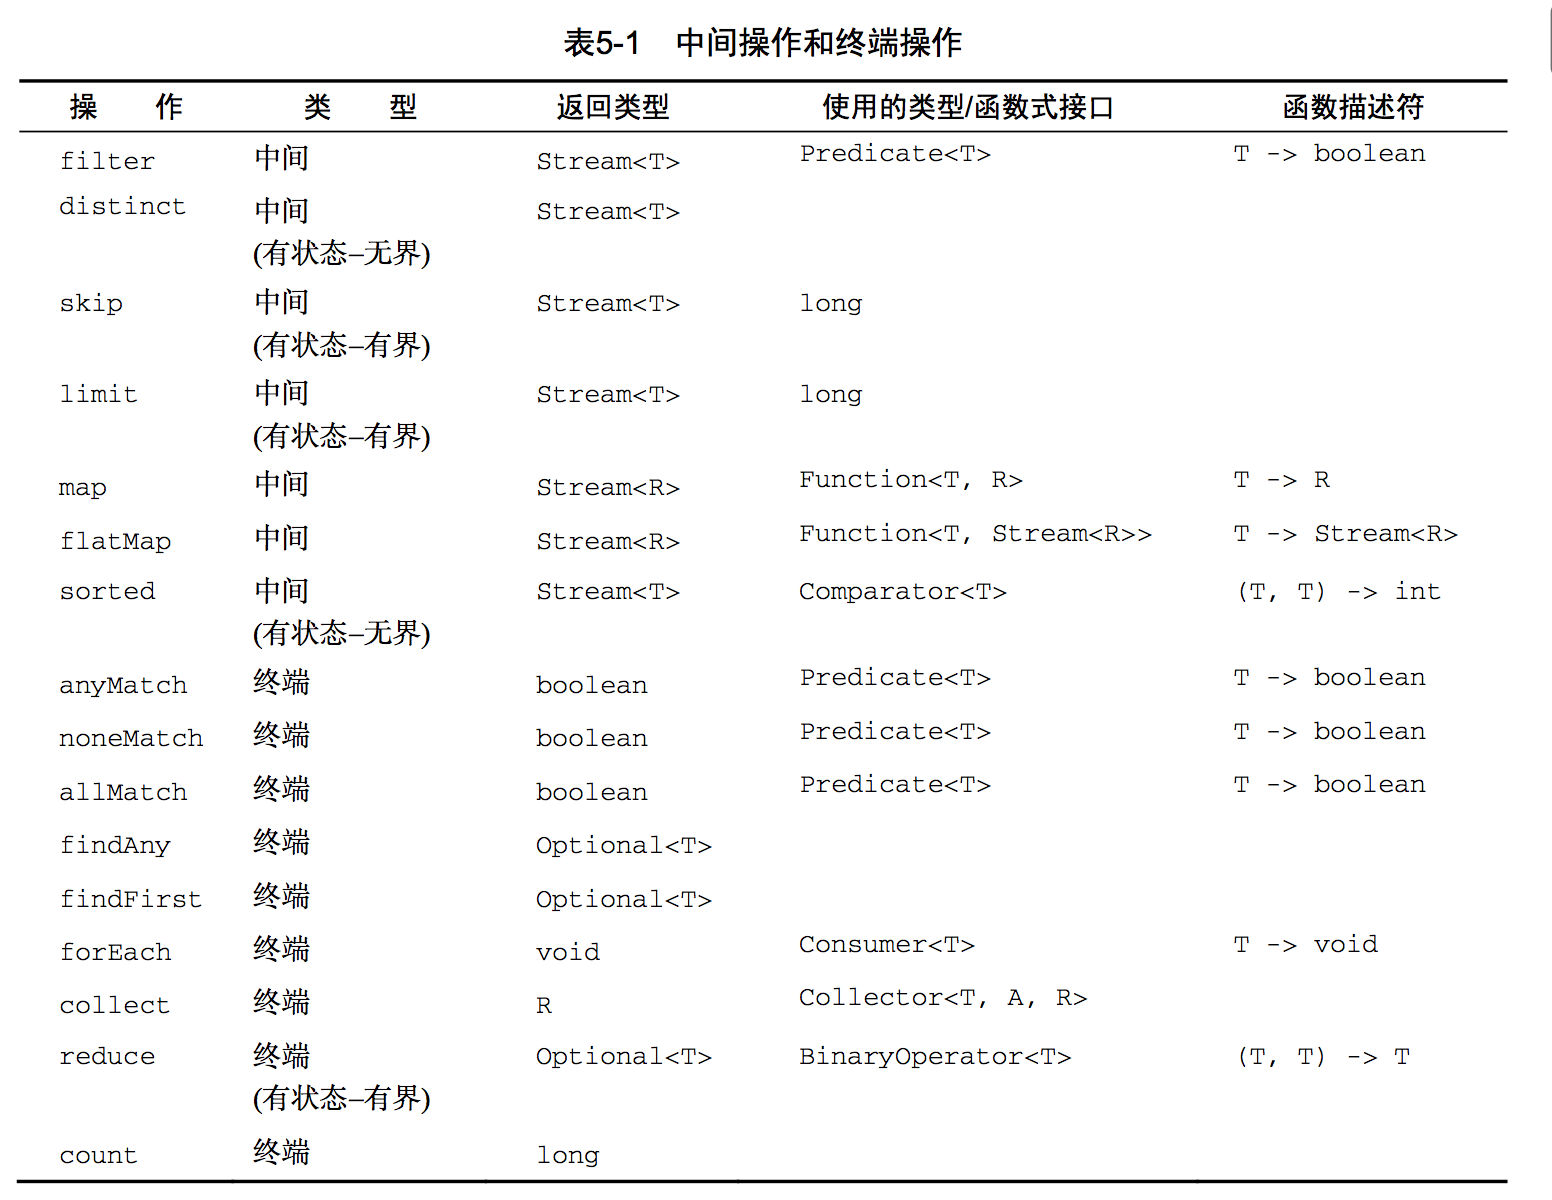 表5-1 中间操作和终端操作
操 作 类 型 返回类型 使用的类型/函数式接口 函数描述符
filter 中间 Stream<T> Predicate<T> T -> boolean
distinct 中间 Stream<T>
(有状态–无界)
skip 中间 Stream<T> long
(有状态–有界)
limit 中间 Stream<T> long
(有状态–有界)
map 中间 Stream<R> Function<T, R> T -> R
flatMap 中间 Stream<R> Function<T, Stream<R>> T -> Stream<R>
sorted 中间 Stream<T> Comparator<T> (T, T) -> int
(有状态–无界)
anyMatch 终端 boolean Predicate<T> T -> boolean
noneMatch 终端 boolean Predicate<T> T -> boolean
allMatch 终端 boolean Predicate<T> T -> boolean
findAny 终端 Optional<T>
findFirst 终端 Optional<T>
forEach 终端 void Consumer<T> T -> void
collect 终端 R Collector<T, A, R>
reduce 终端 Optional<T> BinaryOperator<T> (T, T) -> T
(有状态–有界)
count 终端 long